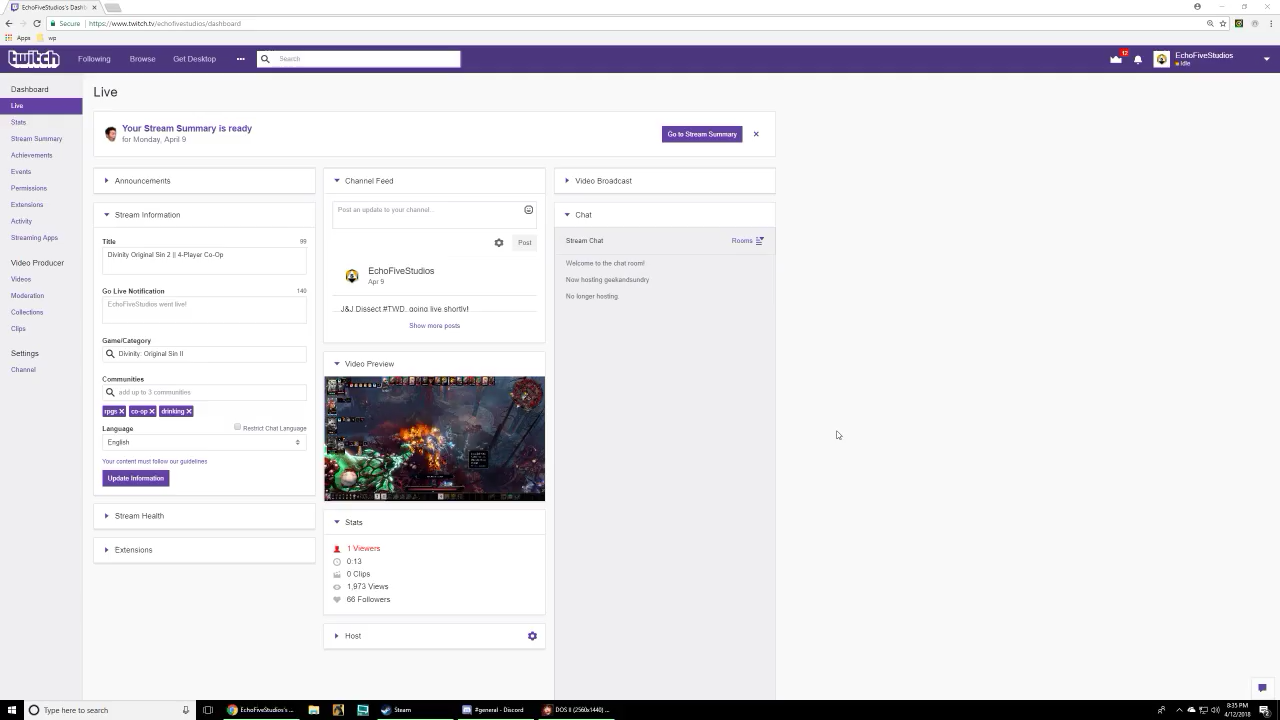 EchoFiveStudios's Dashb
Secure
https://www.twitch.tv/echofivestudios/dashboard
Apps
wp
twitch
Following
Browse
Get Desktop
Search
12
EchoFiveStudios
Idle
Dashboard
Live
Stats
Stream Summary
Achievements
Events
Permissions
Extensions
Activity
Streaming Apps
Video Producer
Videos
Moderation
Collections
Clips
Settings
Channel
Live
Your Stream Summary is ready
for Monday, April 9
Go to Stream Summary
Announcements
Stream Information
Title
99
Divinity Original Sin 2 || 4-Player Co-Op
Go Live Notification
140
EchoFiveStudios went live!
Game/Category
Divinity: Original Sin II
Communities
add up to 3 communities
rpgs
co-op
drinking
Language
Restrict Chat Language
English
Your content must follow our guidelines
Update Information
Stream Health
Extensions
Channel Feed
Post an update to your channel...
Post
EchoFiveStudios
Apr 9
J&J Dissect #TWD, going live shortly!
Show more posts
Video Preview
Stats
1 Viewers
0:13
0 Clips
1,973 Views
66 Followers
Host
Video Broadcast
Chat
Stream Chat
Rooms
Welcome to the chat room!
Now hosting geekandsundry
No longer hosting.
Type here to search
EchoFiveStudios's ...
Steam
#general - Discord
DOS II (2560x1440) ...
8:35 PM
4/12/2018